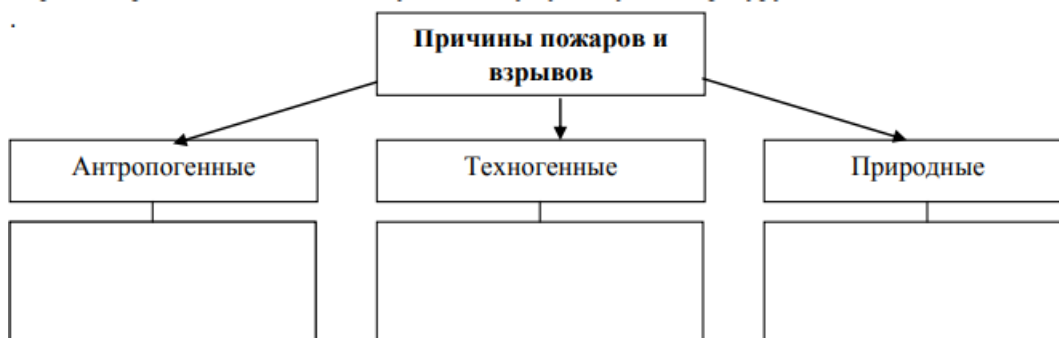 Причины пожаров и
взрывов
Антропогенные
Техногенные
Природные